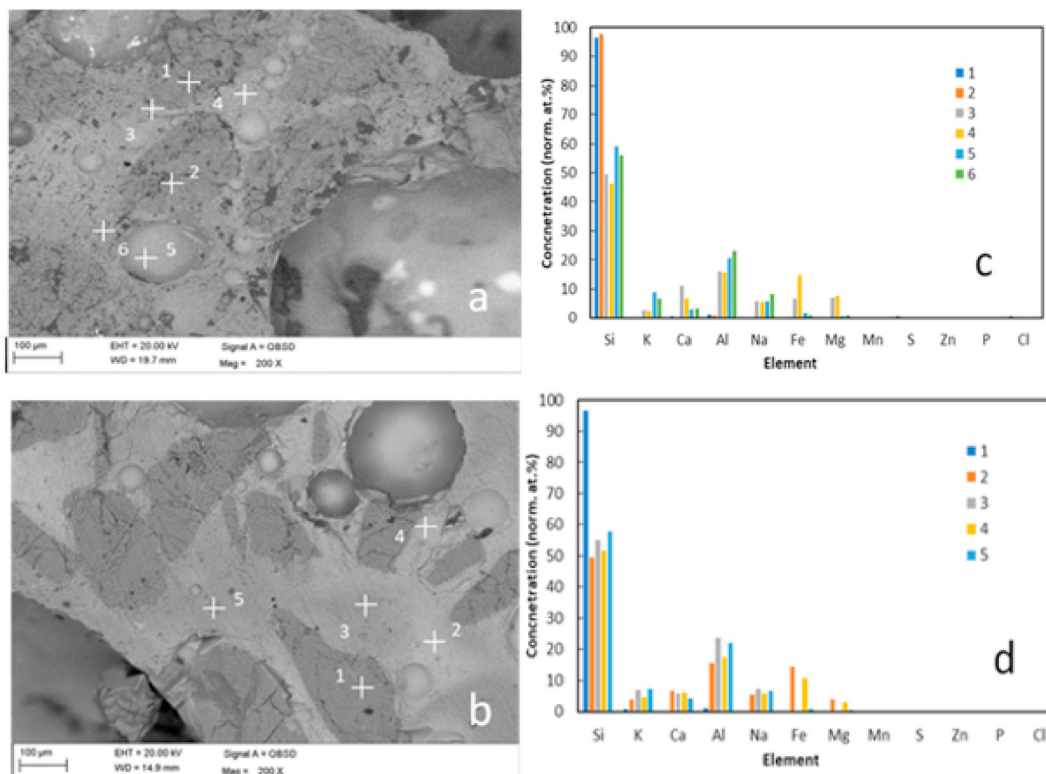 1
4
3
2
6
5
a
100 µm
EHT = 20.00 kV
WD = 19.7 mm
Signal A = QBSD
Mag = 200 X
Concnetration (norm. at.%)
100
90
80
70
60
50
40
30
20
10
0
Si K Ca Al Na Fe Mg Mn S Zn P Cl
Element
1
2
3
4
5
6
c
4
5
3
2
1
b
100 µm
EHT = 20.00 kV
WD = 14.9 mm
Signal A = QBSD
Mag = 200 X
Concnetration (norm. at.%)
100
90
80
70
60
50
40
30
20
10
0
Si K Ca Al Na Fe Mg Mn S Zn P Cl
Element
1
2
3
4
5
d